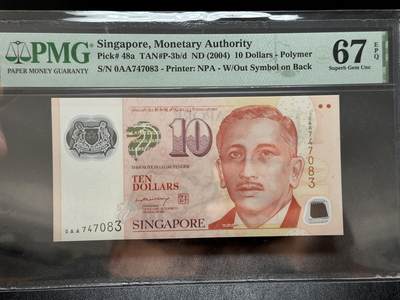 PMG
PAPER MONEY GUARANTY
Singapore, Monetary Authority
Pick# 48a TAN#P-3b/d ND (2004) 10 Dollars - Polymer
S/N 0AA747083 - Printer: NPA - W/Out Symbol on Back
67 EPQ
Superb Gem Unc
10
TEN
DOLLARS
SINGAPORE
0AA747083
0AA747083